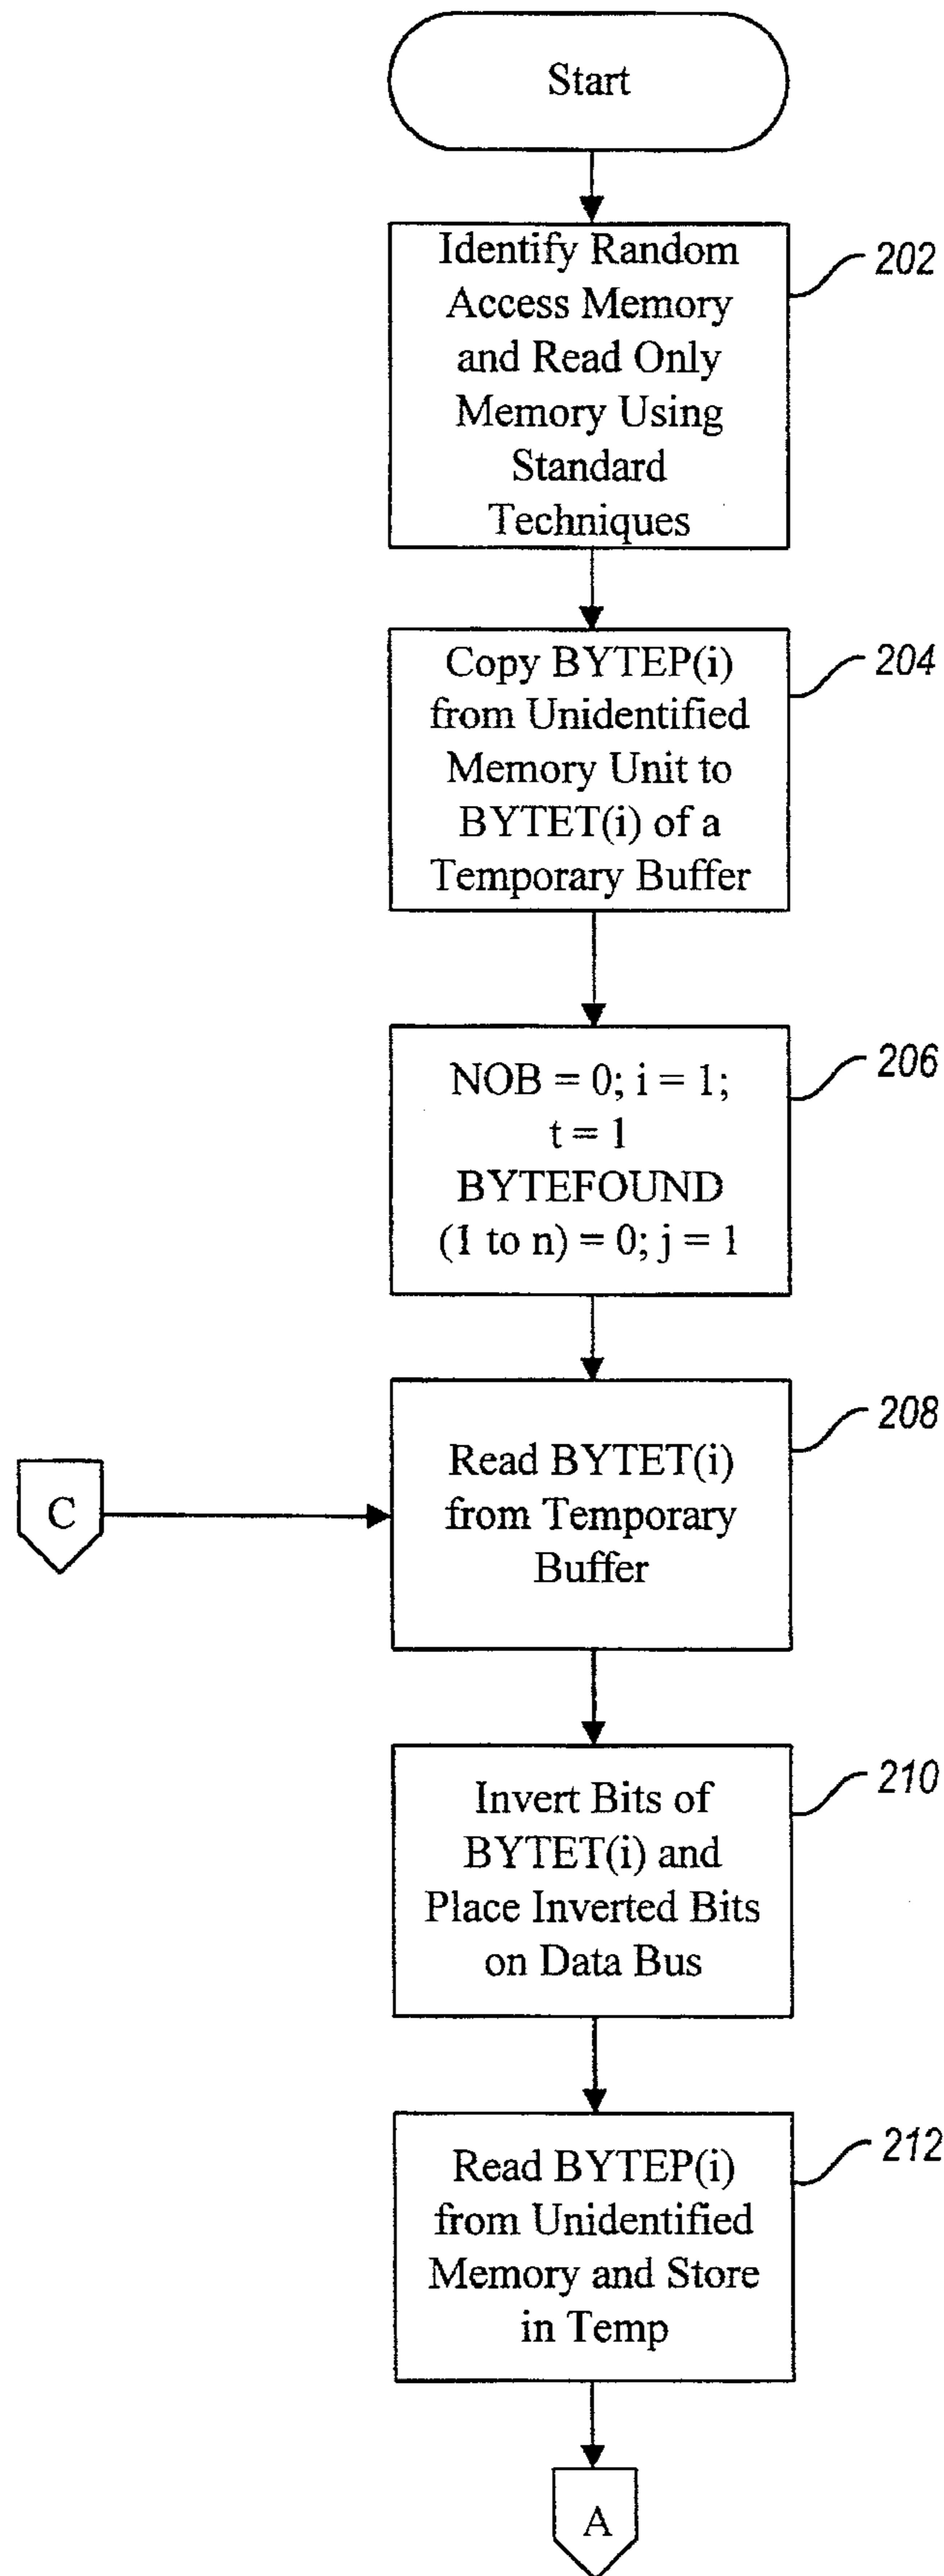 Start
Identify Random
Access Memory
and Read Only
Memory Using
Standard
Techniques
202
Copy BYTEP(i)
from Unidentified
Memory Unit to
BYTET(i) of a
Temporary Buffer
204
NOB = 0; i = 1;
t = 1
BYTEFOUND
(1 to n) = 0; j = 1
206
C
Read BYTET(i)
from Temporary
Buffer
208
Invert Bits of
BYTET(i) and
Place Inverted Bits
on Data Bus
210
Read BYTEP(i)
from Unidentified
Memory and Store
in Temp
212
A